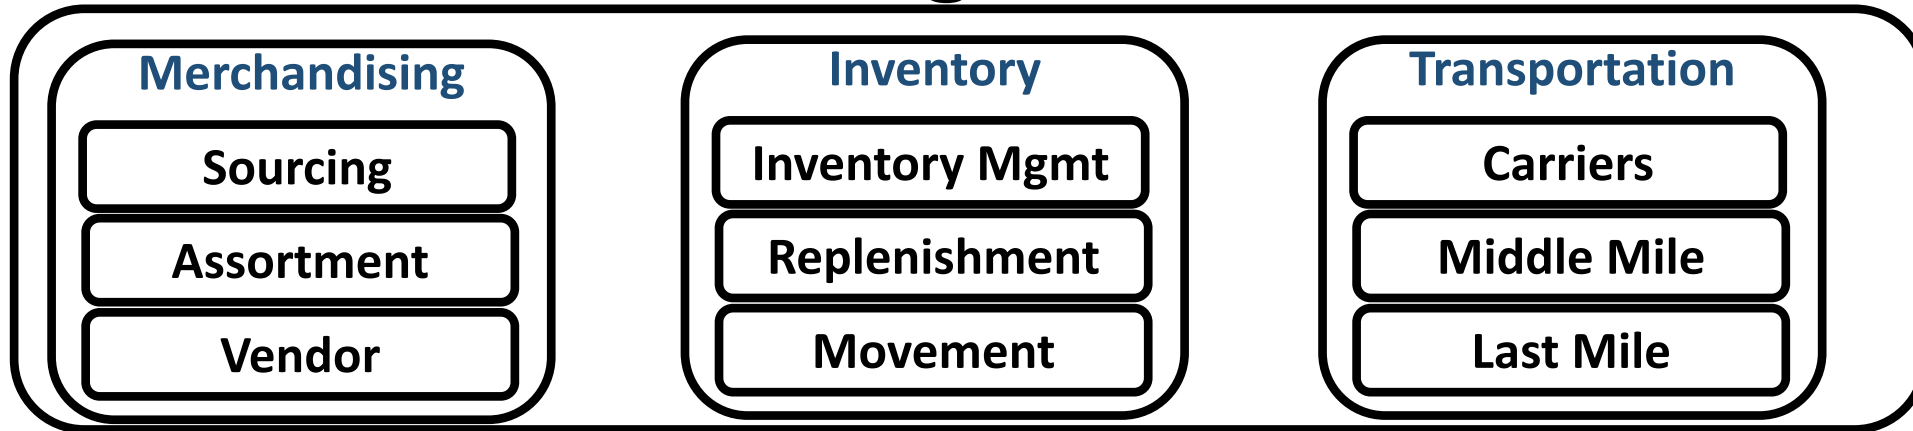 Merchandising
Sourcing
Assortment
Vendor
Inventory
Inventory Mgmt
Replenishment
Movement
Transportation
Carriers
Middle Mile
Last Mile